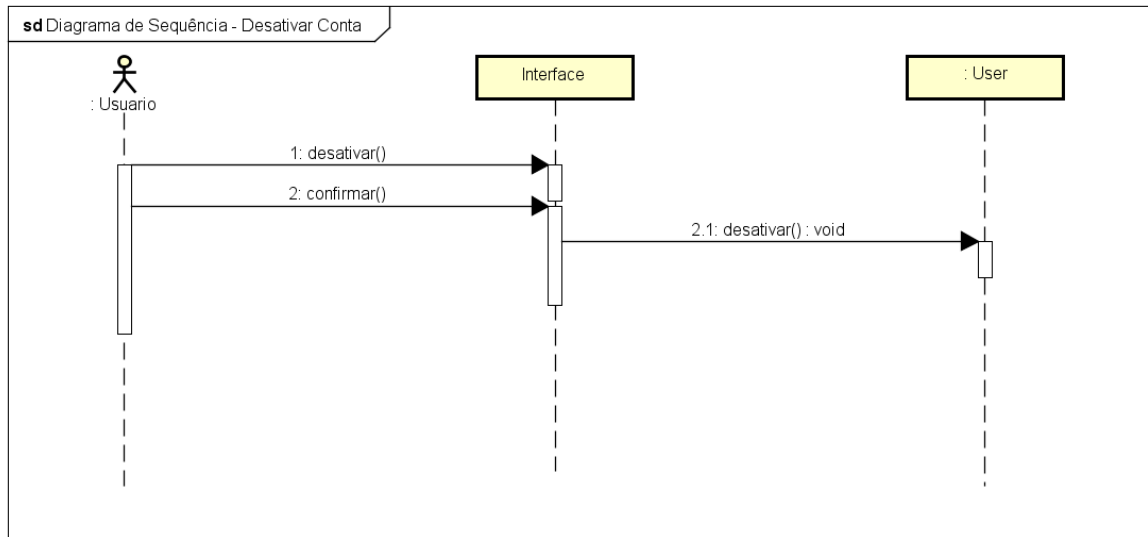 sd Diagrama de Sequência - Desativar Conta
: Usuario
Interface
: User
1: desativar()
2: confirmar()
2.1: desativar() : void